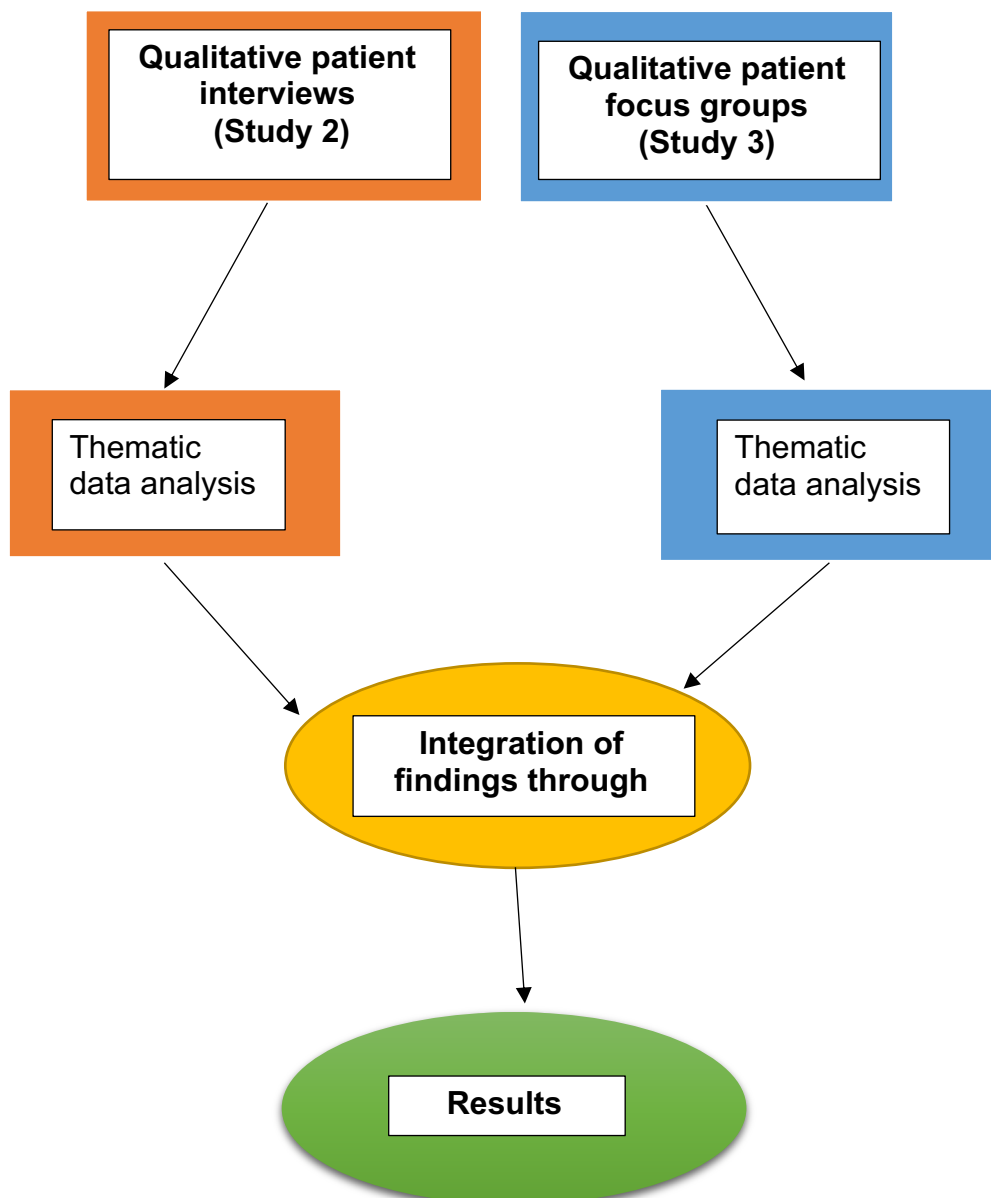 Qualitative patient
interviews
(Study 2)
Qualitative patient
focus groups
(Study 3)
Thematic
data analysis
Thematic
data analysis
Integration of
findings through
Results